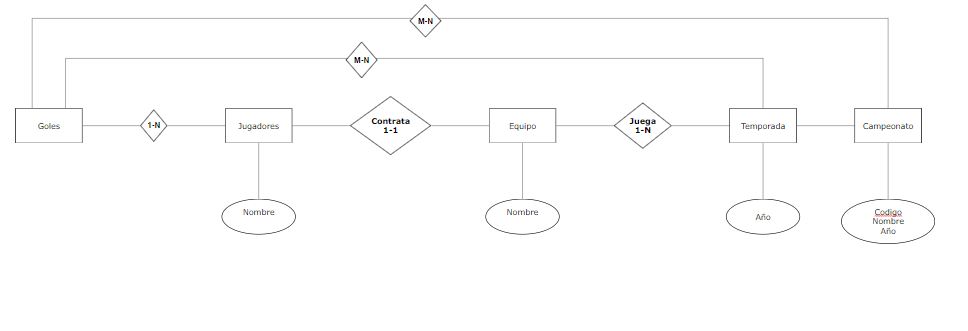 M-N
M-N
Goles
1-N
Jugadores
Contrata
1-1
Equipo
Juega
1-N
Temporada
Campeonato
Nombre
Nombre
Año
Codigo
Nombre
Año